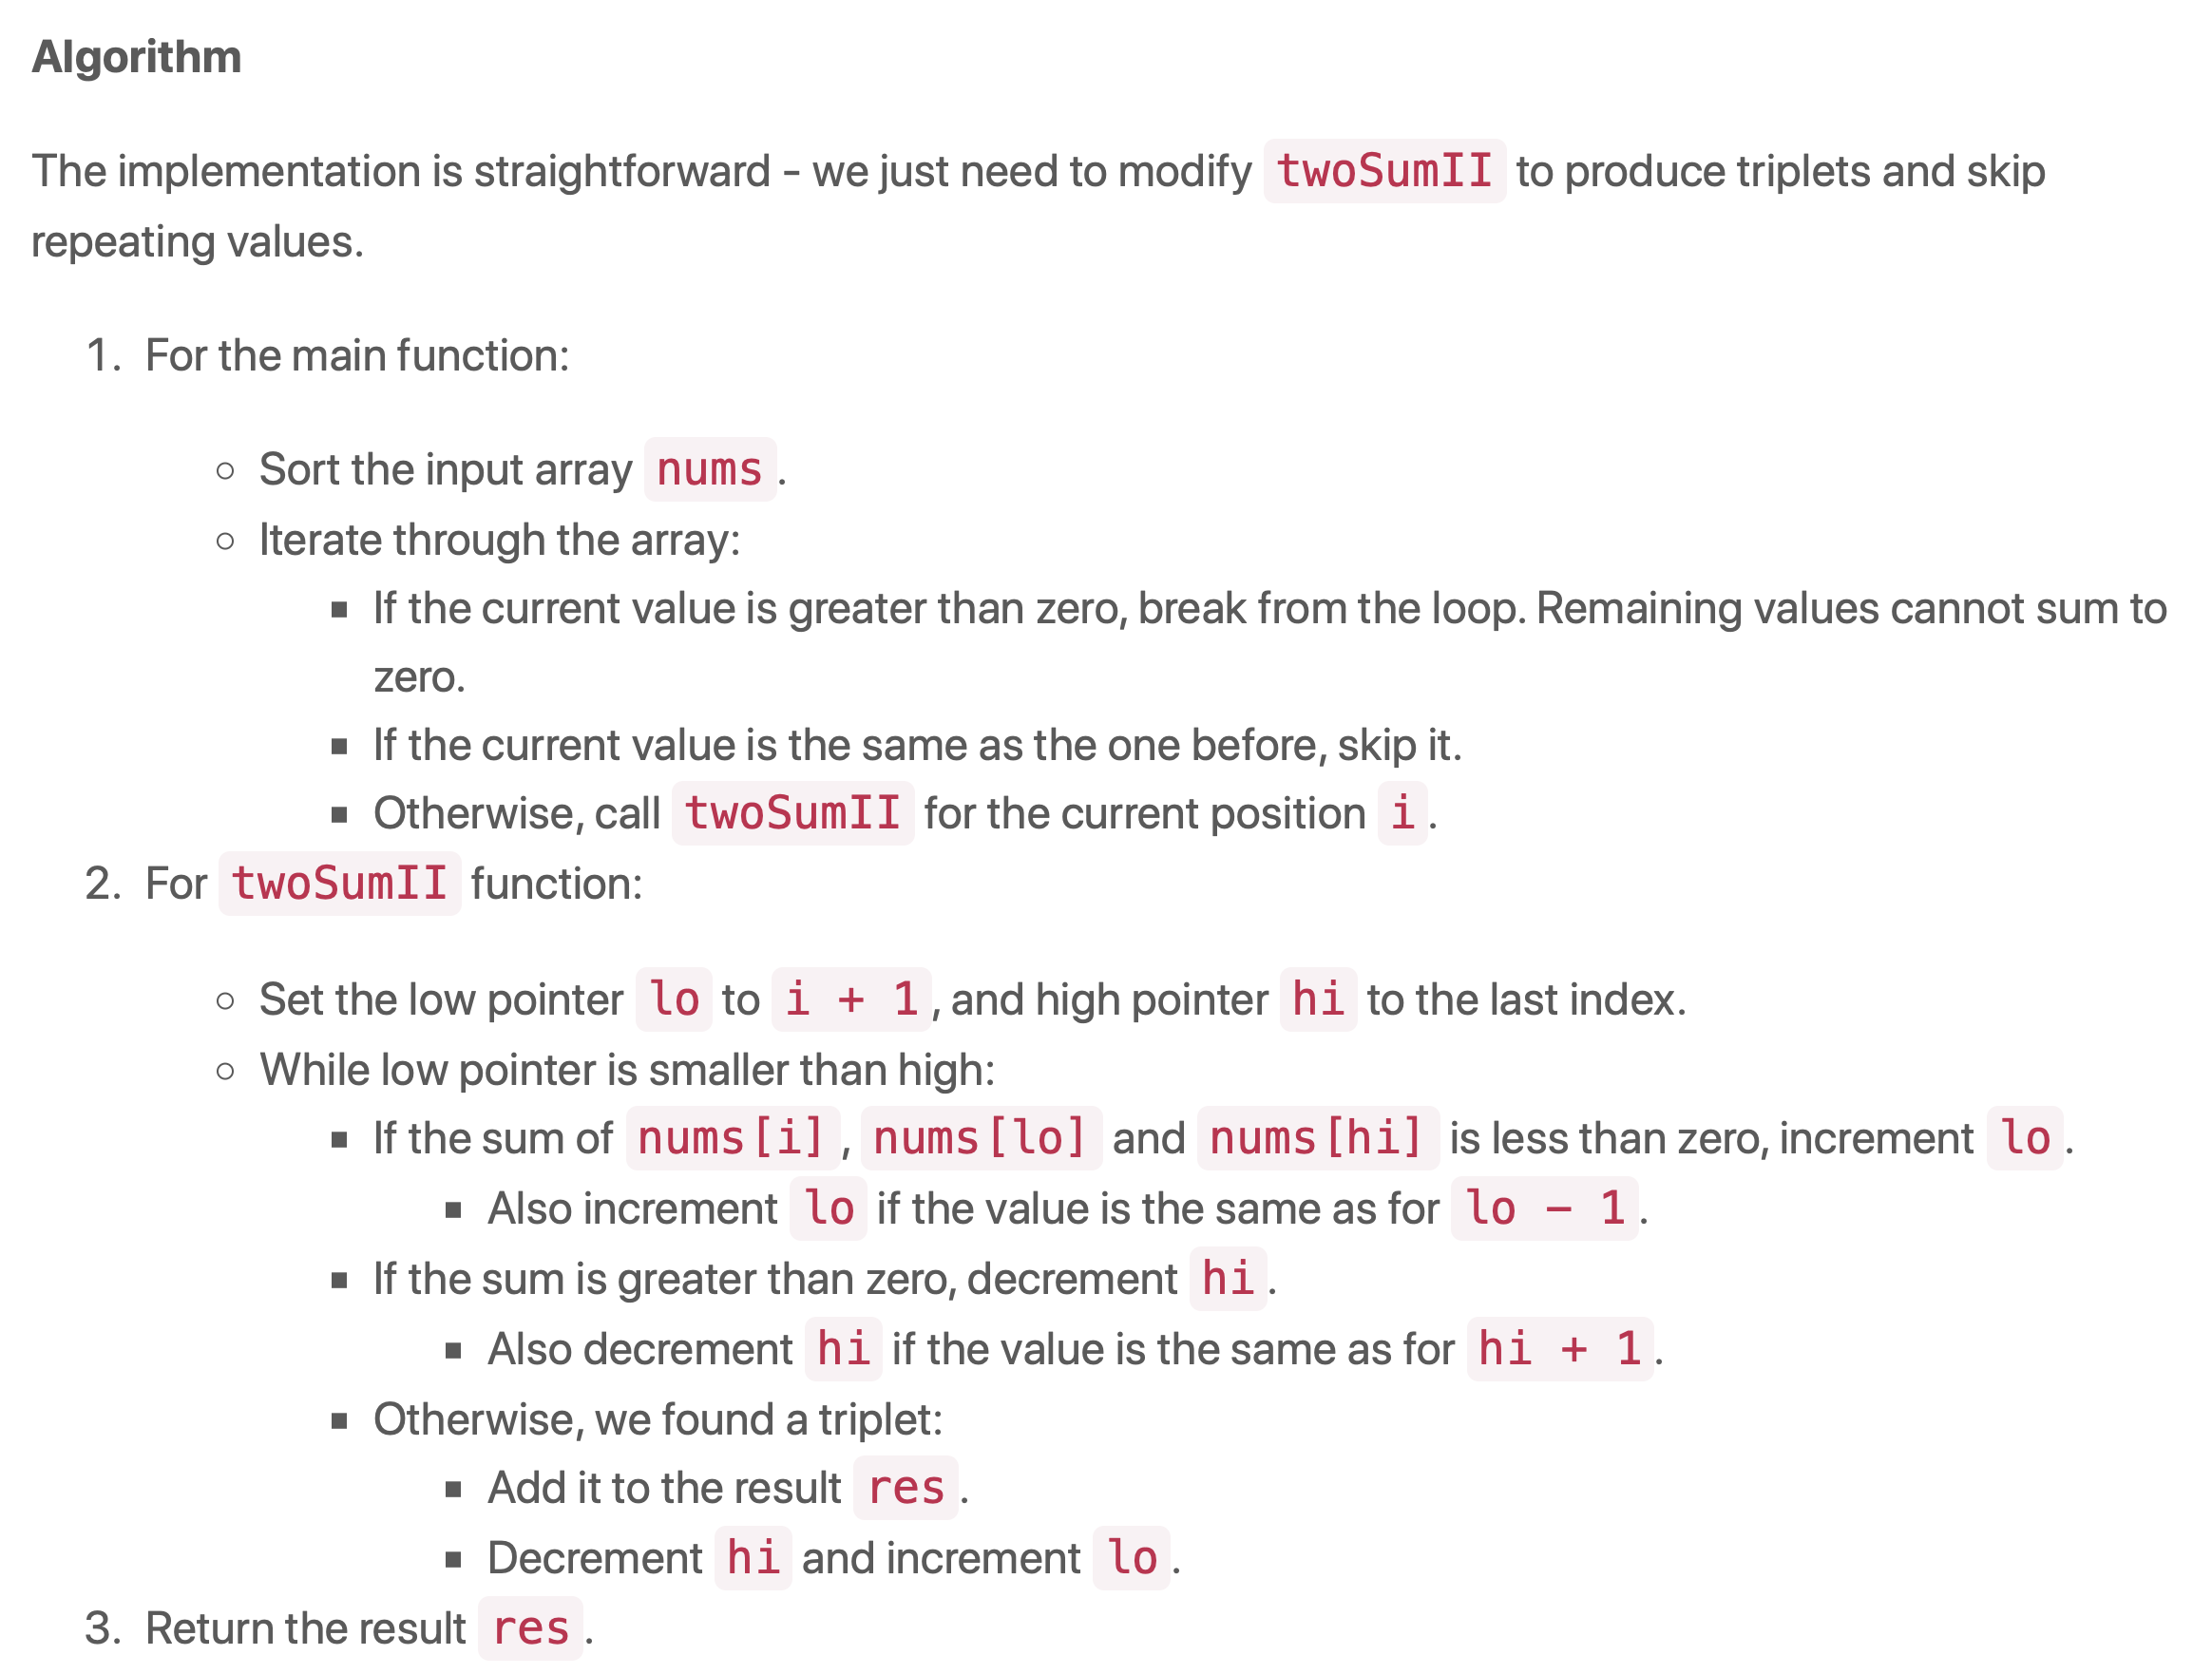 Algorithm
The implementation is straightforward - we just need to modify twoSumII to produce triplets and skip
repeating values.
1. For the main function:
○ Sort the input array nums.
○ Iterate through the array:
■ If the current value is greater than zero, break from the loop. Remaining values cannot sum to
zero.
■ If the current value is the same as the one before, skip it.
■ Otherwise, call twoSumII for the current position i.
2. For twoSumII function:
○ Set the low pointer lo to i + 1, and high pointer hi to the last index.
○ While low pointer is smaller than high:
■ If the sum of nums[i], nums[lo] and nums[hi] is less than zero, increment lo.
■ Also increment lo if the value is the same as for lo - 1.
■ If the sum is greater than zero, decrement hi.
■ Also decrement hi if the value is the same as for hi + 1.
■ Otherwise, we found a triplet:
■ Add it to the result res.
■ Decrement hi and increment lo.
3. Return the result res.